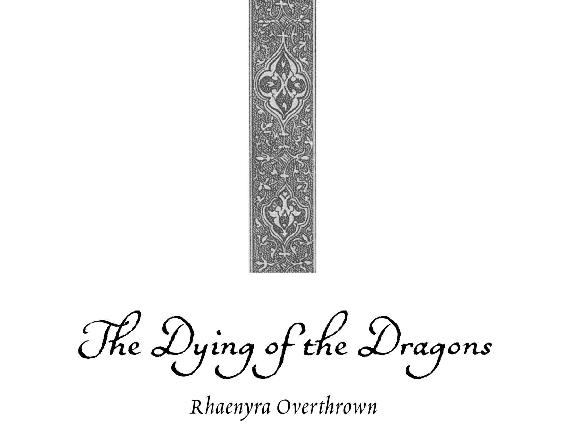 The Dying of the Dragons
Rhaenyra Overthrown